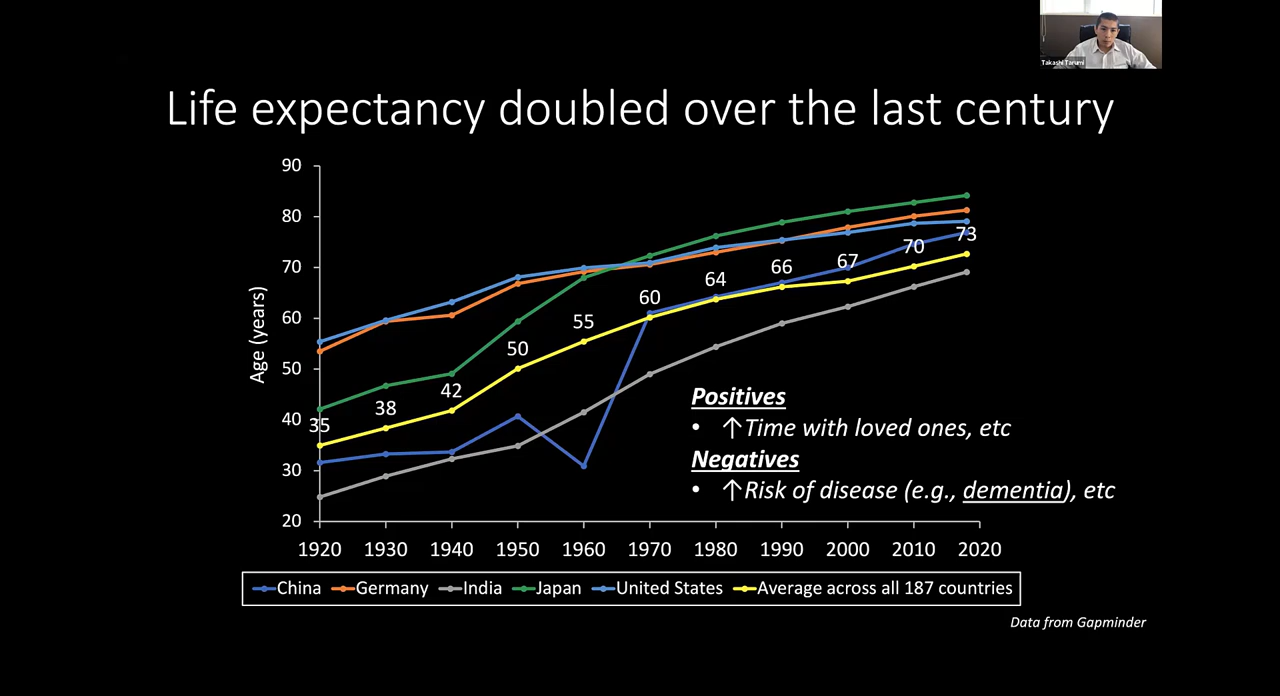 Takashi Tarumi
Life expectancy doubled over the last century
Age (years)
90
80
70
60
50
40
30
20
35
38
42
50
55
60
64
66
67
70
73
Positives
• ↑Time with loved ones, etc
Negatives
• ↑Risk of disease (e.g., dementia), etc
1920 1930 1940 1950 1960 1970 1980 1990 2000 2010 2020
China Germany India Japan United States Average across all 187 countries
Data from Gapminder